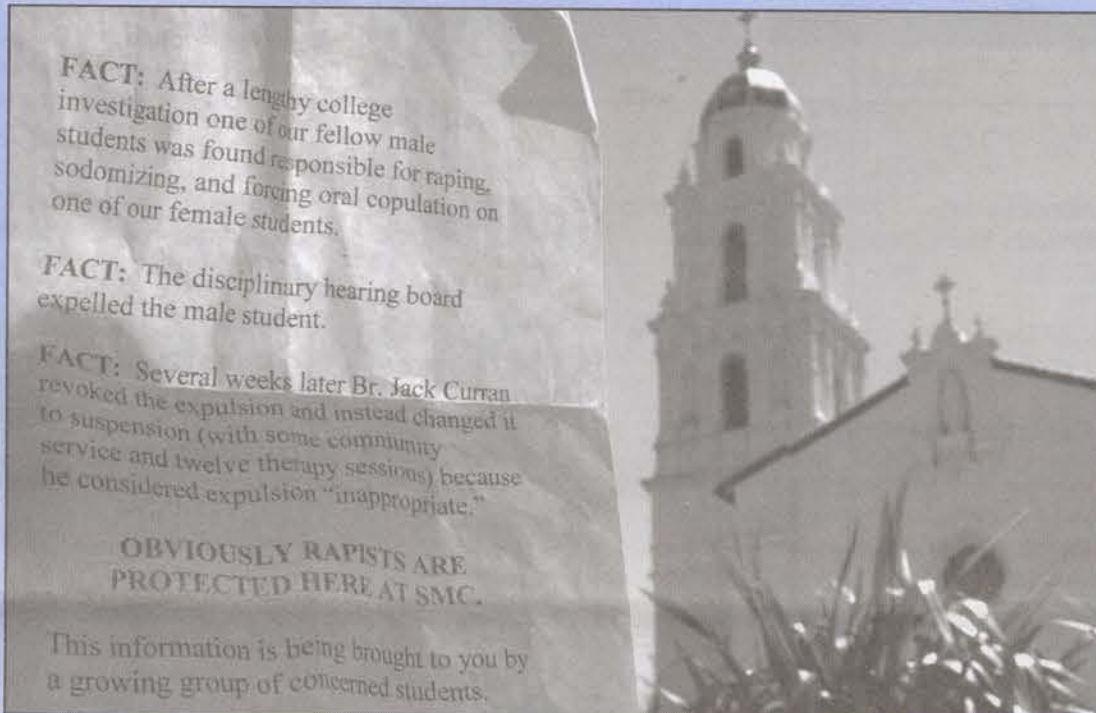 FACT: After a lengthy college
investigation one of our fellow male
students was found responsible for raping,
sodomizing, and forcing oral copulation on
one of our female students.
FACT: The disciplinary hearing board
expelled the male student.
FACT: Several weeks later Br. Jack Curran
revoked the expulsion and instead changed it
to suspension (with some community
service and twelve therapy sessions) because
he considered expulsion “inappropriate.”
OBVIOUSLY RAPISTS ARE
PROTECTED HERE AT SMC.
This information is being brought to you by
a growing group of concerned students.